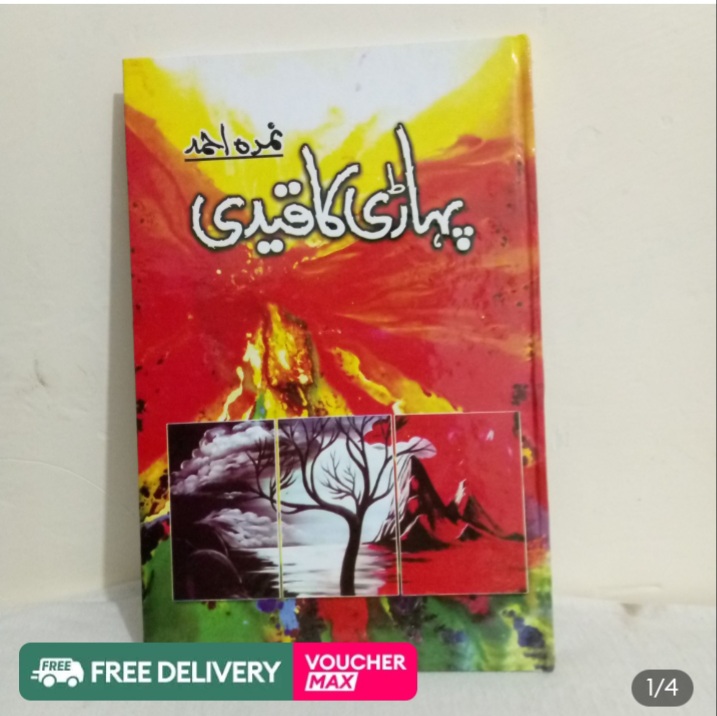 نمرہ احمد
پہاڑی کا قیدی
FREE
FREE DELIVERY
VOUCHER
MAX
1/4